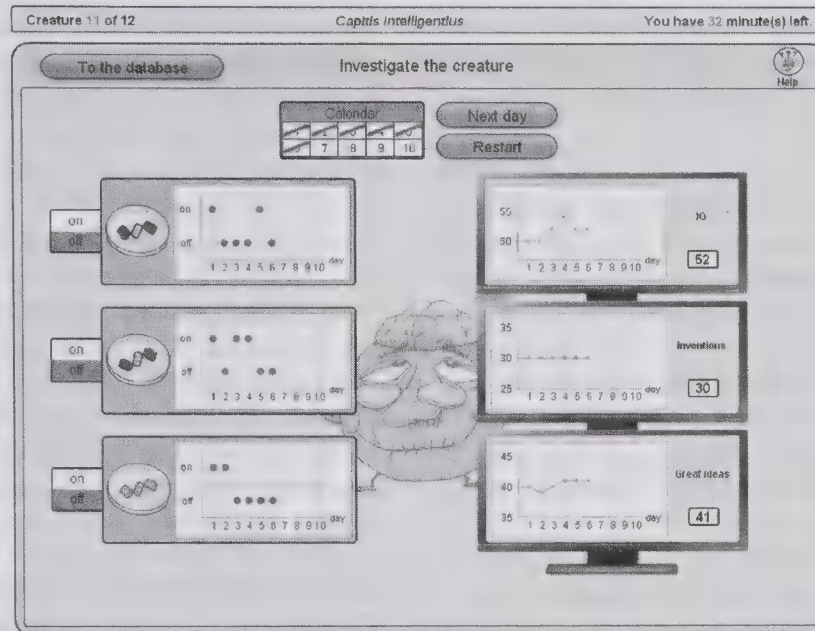 Creature 11 of 12
Capitis intelligentius
You have 32 minute(s) left.
To the database
Investigate the creature
Help
Calendar
7 8 9 10
Next day
Restart
on
off
on
off
1 2 3 4 5 6 7 8 9 10
day
55
50
1 2 3 4 5 6 7 8 9 10
day
IQ
52
on
off
on
off
1 2 3 4 5 6 7 8 9 10
day
35
30
25
1 2 3 4 5 6 7 8 9 10
day
Inventions
30
on
off
on
off
1 2 3 4 5 6 7 8 9 10
day
45
40
35
1 2 3 4 5 6 7 8 9 10
day
Great ideas
41